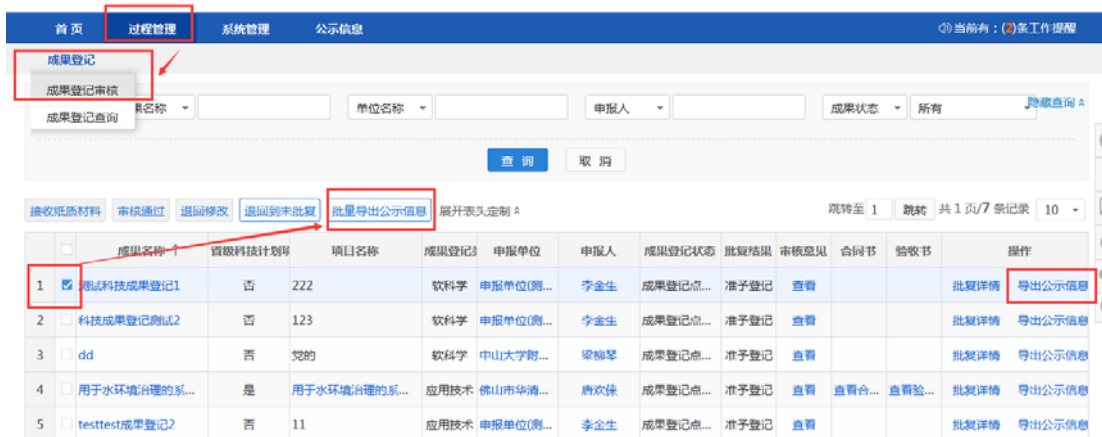 首页 过程管理 系统管理 公示信息 当前有：(2)条工作提醒
成果登记
成果登记审核
成果登记查询
果名称 单位名称 申报人 成果状态 所有 隐藏查询
查询 取消
接收纸质材料 审核通过 退回修改 退回到未批复 批量导出公示信息 展开表头定制 跳转至 1 跳转 共1页/7条记录 10
成果名称 省级科技计划项 项目名称 成果登记 申报单位 申报人 成果登记状态 批复结果 审核意见 合同书 验收书 操作
1 测试科技成果登记1 否 222 软科学 申报单位(测... 李金生 成果登记点... 准予登记 查看 批复详情 导出公示信息
2 科技成果登记测试2 否 123 软科学 申报单位(测... 李金生 成果登记点... 准予登记 查看 批复详情 导出公示信息
3 dd 否 党的 软科学 中山大学附... 梁柳琴 成果登记点... 准予登记 查看 批复详情 导出公示信息
4 用于水环境治理的系... 是 用于水环境治理的系... 应用技术 佛山市华清... 唐欢 成果登记点... 准予登记 查看 查看合... 查看验... 批复详情 导出公示信息
5 testtest成果登记2 否 11 应用技术 申报单位(测... 李金生 成果登记点... 准予登记 查看 批复详情 导出公示信息